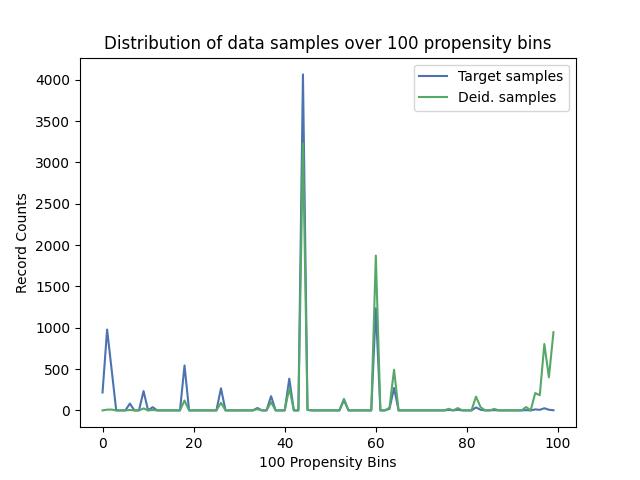 Distribution of data samples over 100 propensity bins
Target samples
Deid. samples
Record Counts
4000
3500
3000
2500
2000
1500
1000
500
0
0 20 40 60 80 100
100 Propensity Bins